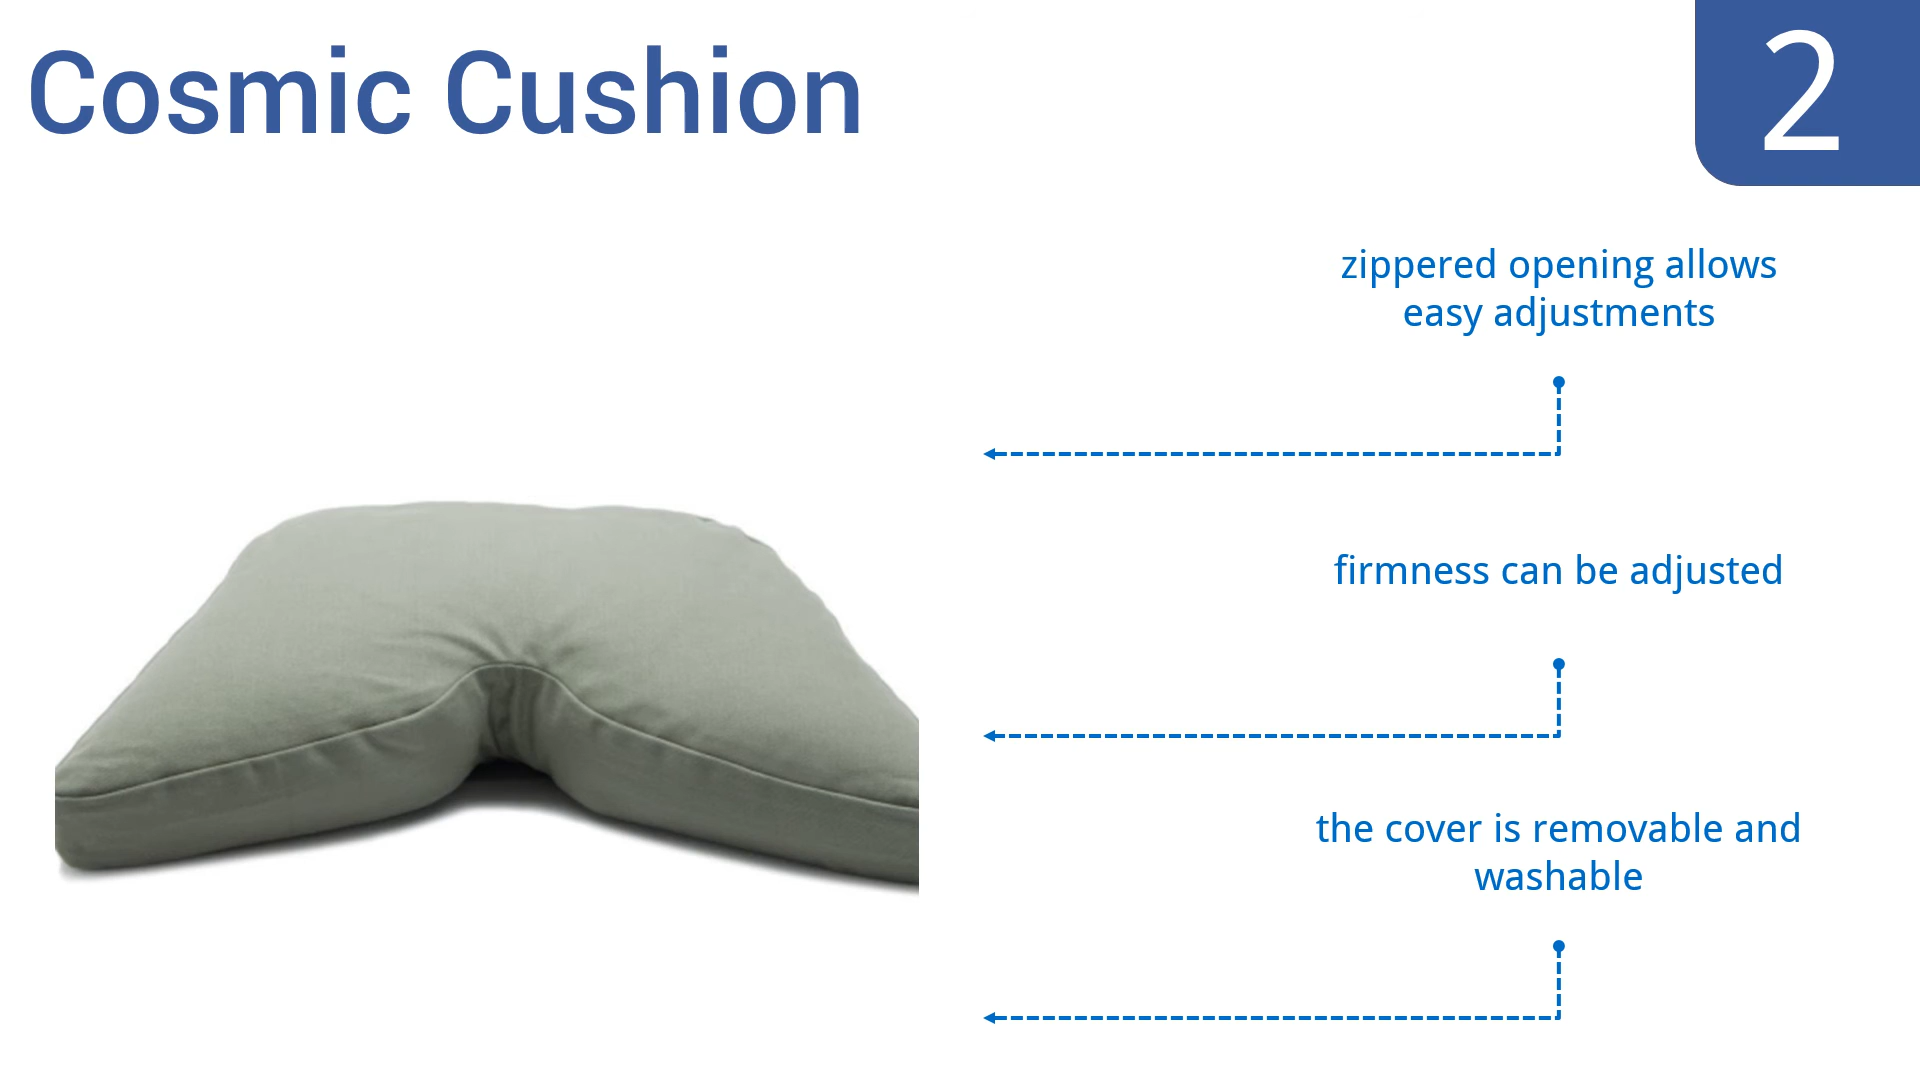 Cosmic Cushion
2
zippered opening allows
easy adjustments
firmness can be adjusted
the cover is removable and
washable